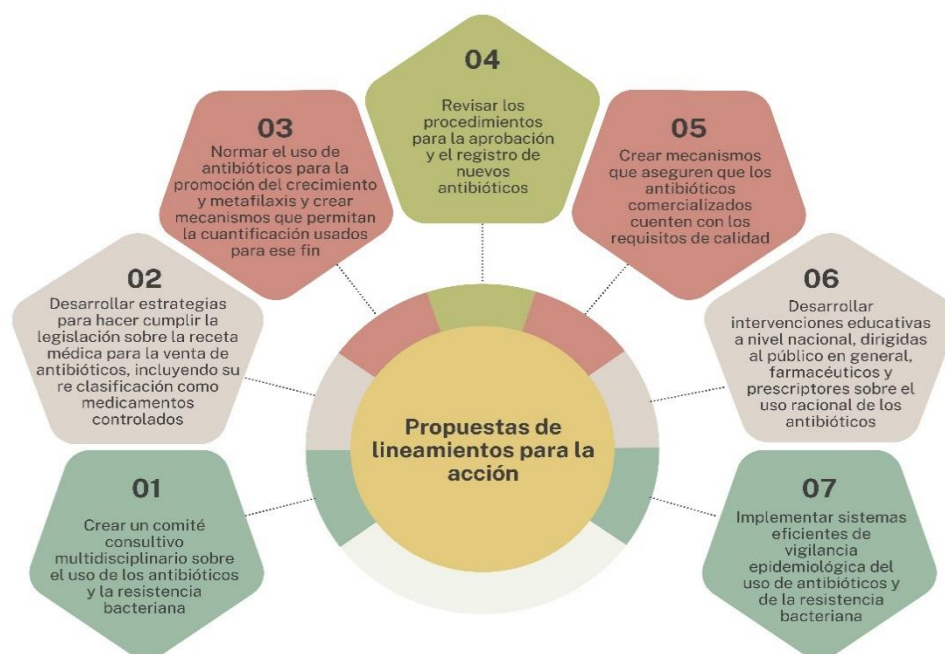 01
Crear un comité
consultivo
multidisciplinario sobre
el uso de los antibióticos
y la resistencia
bacteriana
02
Desarrollar estrategias
para hacer cumplir la
legislación sobre la receta
médica para la venta de
antibióticos, incluyendo su
re clasificación como
medicamentos
controlados
03
Normar el uso de
antibióticos para la
promoción del crecimiento
y metafilaxis y crear
mecanismos que permitan
la cuantificación usados
para ese fin
04
Revisar los
procedimientos
para la aprobación
y el registro de
nuevos
antibióticos
05
Crear mecanismos
que aseguren que los
antibióticos
comercializados
cuenten con los
requisitos de calidad
06
Desarrollar
intervenciones educativas
a nivel nacional, dirigidas
al público en general,
farmacéuticos y
prescriptores sobre el
uso racional de los
antibióticos
07
Implementar sistemas
eficientes de
vigilancia
epidemiológica del
uso de antibióticos y
de la resistencia
bacteriana
Propuestas de
lineamientos para la
acción